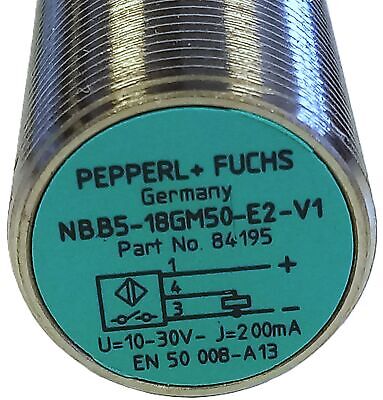 PEPPERL+ FUCHS
Germany
NBB5-18GM50-E2-V1
Part No. 84195
1 +
4
3 -
U=10-30V- J=200mA
EN 50 008-A13